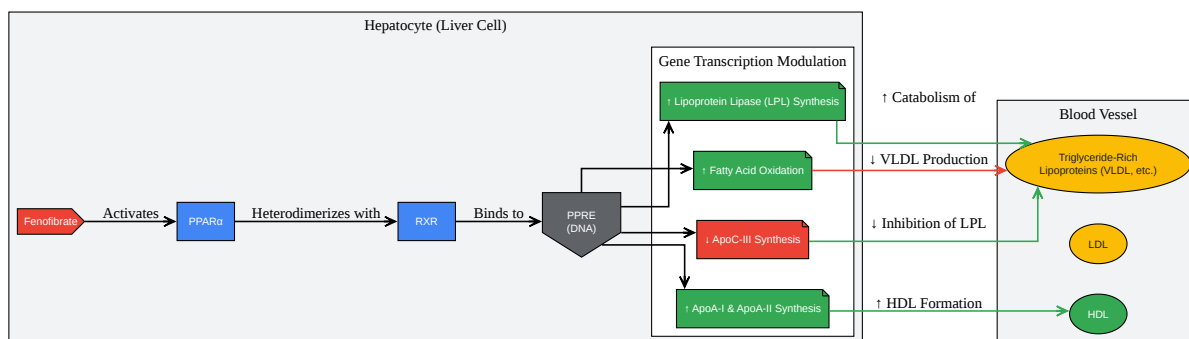 Hepatocyte (Liver Cell)
Gene Transcription Modulation
↑ Lipoprotein Lipase (LPL) Synthesis
↑ Catabolism of
Blood Vessel
Triglyceride-Rich
Lipoproteins (VLDL, etc.)
↑ Fatty Acid Oxidation
↓ VLDL Production
Fenofibrate
Activates
PPARα
Heterodimerizes with
RXR
Binds to
PPRE
(DNA)
↓ ApoC-III Synthesis
↓ Inhibition of LPL
LDL
↑ ApoA-I & ApoA-II Synthesis
↑ HDL Formation
HDL